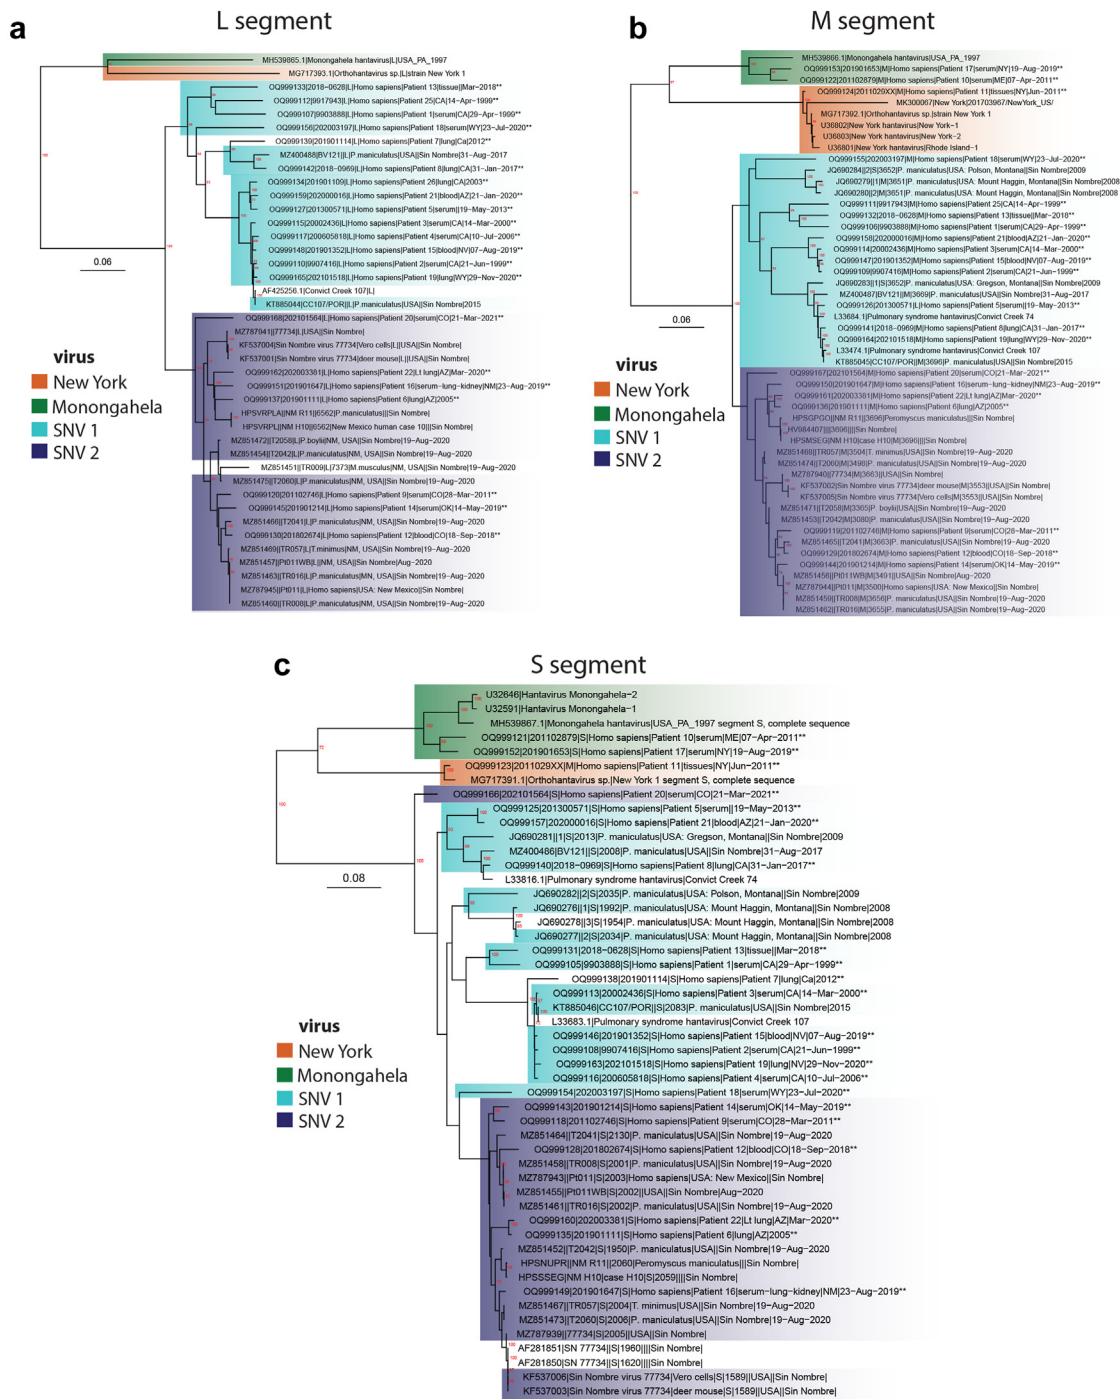 a
L segment
MH539865.1|Monongahela hantavirus|L|USA_PA_1997
MG717393.1|Orthohantavirus sp.|L|strain New York 1
OQ999133|2018-0628|L|Homo sapiens|Patient 13|tissue|Mar-2018**
OQ999112|9917943|L|Homo sapiens|Patient 25|CA|14-Apr-1999**
OQ999107|9903888|L|Homo sapiens|Patient 1|serum|CA|29-Apr-1999**
OQ999156|202003197|L|Homo sapiens|Patient 18|serum|WY|23-Jul-2020**
OQ999139|201901114|L|Homo sapiens|Patient 7|lung|Ca|2012**
MZ400488|BV121||L|P.maniculatus|USA||Sin Nombre|31-Aug-2017
OQ999142|2018-0969|L|Homo sapiens|Patient 8|lung|CA|31-Jan-2017**
OQ999134|201901109|L|Homo sapiens|Patient 26|lung|CA|2003**
OQ999159|202000016|L|Homo sapiens|Patient 21|blood|AZ|21-Jan-2020**
OQ999127|201300571|L|Homo sapiens|Patient 5|serum||19-May-2013**
OQ999115|20002436|L|Homo sapiens|Patient 3|serum|CA|14-Mar-2000**
OQ999117|200605818|L|Homo sapiens|Patient 4|serum|CA|10-Jul-2006**
OQ999148|201901352|L|Homo sapiens|Patient 15|blood|NV|07-Aug-2019**
OQ999110|9907416|L|Homo sapiens|Patient 2|serum|CA|21-Jun-1999**
OQ999165|202101518|L|Homo sapiens|Patient 19|lung|WY|29-Nov-2020**
AF425256.1|Convict Creek 107|L|
KT885044|CC107/POR||L|P.maniculatus|USA||Sin Nombre|2015
OQ999168|202101564|L|Homo sapiens|Patient 20|serum|CO|21-Mar-2021**
MZ787941||77734|L|USA||Sin Nombre|
KF537004|Sin Nombre virus 77734|Vero cells|L||USA||Sin Nombre|
KF537001|Sin Nombre virus 77734|deer mouse|L|USA||Sin Nombre|
OQ999162|202003381|L|Homo sapiens|Patient 22|Lt lung|AZ|Mar-2020**
OQ999151|201901647|L|Homo sapiens|Patient 16|serum-lung-kidney|NM|23-Aug-2019**
OQ999137|201901111|L|Homo sapiens|Patient 6|lung|AZ|2005**
HPSVRPLA||NM R11||6562|P.maniculatus|||Sin Nombre|
HPSVRPL||NM H10||6562|New Mexico human case 10|||Sin Nombre|
MZ851472||T2058|L|P.boylii|NM, USA||Sin Nombre|19-Aug-2020
MZ851454||T2042|L|P.maniculatus|NM, USA||Sin Nombre|19-Aug-2020
MZ851451||TR009|L|7373|M.musculus|NM, USA||Sin Nombre|19-Aug-2020
MZ851475||T2060|L|P.maniculatus|NM, USA||Sin Nombre|19-Aug-2020
OQ999120|201102746|L|Homo sapiens|Patient 9|serum|CO|28-Mar-2011**
OQ999145|201901214|L|Homo sapiens|Patient 14|serum|OK|14-May-2019**
MZ851466||T2041|L|P.maniculatus|NM, USA||Sin Nombre|19-Aug-2020
OQ999130|201802674|L|Homo sapiens|Patient 12|blood|CO|18-Sep-2018**
MZ851469||TR057|L|T.minimus|NM, USA||Sin Nombre|19-Aug-2020
MZ851457||Pt011WB|L||NM, USA||Sin Nombre|Aug-2020
MZ851463||TR016|L|P.maniculatus|MN, USA||Sin Nombre|19-Aug-2020
MZ787945||Pt011|L|Homo sapiens|USA: New Mexico||Sin Nombre|
MZ851460||TR008|L|P.maniculatus|NM, USA||Sin Nombre|19-Aug-2020
0.06
virus
New York
Monongahela
SNV 1
SNV 2
b
M segment
MH539866.1|Monongahela hantavirus|USA_PA_1997
OQ999153|201901653|M|Homo sapiens|Patient 17|serum|NY|19-Aug-2019**
OQ999122|201102879|M|Homo sapiens|Patient 10|serum|ME|07-Apr-2011**
OQ999124|2011029XX|M|Homo sapiens|Patient 11|tissues|NY|Jun-2011**
MK300067|New York|201703967/NewYork_US/
MG717392.1|Orthohantavirus sp.|strain New York 1
U36802|New York hantavirus|New York-1
U36803|New York hantavirus|New York-2
U36801|New York hantavirus|Rhode Island-1
OQ999155|202003197|M|Homo sapiens|Patient 18|serum|WY|23-Jul-2020**
JQ690284||2|S|3652|P. maniculatus|USA: Polson, Montana||Sin Nombre|2009
JQ690279||1|M|3651|P. maniculatus|USA: Mount Haggin, Montana||Sin Nombre|2008
JQ690280||2|M|3651|P. maniculatus|USA: Mount Haggin, Montana||Sin Nombre|2008
OQ999111|9917943|M|Homo sapiens|Patient 25|CA|14-Apr-1999**
OQ999132|2018-0628|M|Homo sapiens|Patient 13|tissue|Mar-2018**
OQ999106|9903888|M|Homo sapiens|Patient 1|serum|CA|29-Apr-1999**
OQ999158|202000016|M|Homo sapiens|Patient 21|blood|AZ|21-Jan-2020**
OQ999114|20002436|M|Homo sapiens|Patient 3|serum|CA|14-Mar-2000**
OQ999147|201901352|M|Homo sapiens|Patient 15|blood|NV|07-Aug-2019**
OQ999109|9907416|M|Homo sapiens|Patient 2|serum|CA|21-Jun-1999**
JQ690283||1|S|3652|P. maniculatus|USA: Gregson, Montana||Sin Nombre|2009
MZ400487|BV121||M|3669|P. maniculatus|USA||Sin Nombre|31-Aug-2017
OQ999126|201300571|M|Homo sapiens|Patient 5|serum||19-May-2013**
L33684.1|Pulmonary syndrome hantavirus|Convict Creek 74
OQ999141|2018-0969|M|Homo sapiens|Patient 8|lung|CA|31-Jan-2017**
OQ999164|202101518|M|Homo sapiens|Patient 19|lung|WY|29-Nov-2020**
L33474.1|Pulmonary syndrome hantavirus|Convict Creek 107
KT885045|CC107/POR||M|3696|P. maniculatus|USA||Sin Nombre|2015
OQ999167|202101564|M|Homo sapiens|Patient 20|serum|CO|21-Mar-2021**
OQ999150|201901647|M|Homo sapiens|Patient 16|serum-lung-kidney|NM|23-Aug-2019**
OQ999161|202003381|M|Homo sapiens|Patient 22|Lt lung|AZ|Mar-2020**
OQ999136|201901111|M|Homo sapiens|Patient 6|lung|AZ|2005**
HPSGPGO||NM R11||3696|Peromyscus maniculatus|||Sin Nombre|
HV984407||||3696||||Sin Nombre|
HPSMSEG|NM H10|case H10|M|3696||||Sin Nombre|
MZ851468||TR057|M|3504|T. minimus|USA||Sin Nombre|19-Aug-2020
MZ851474||T2060|M|3498|P. maniculatus|USA||Sin Nombre|19-Aug-2020
MZ787940||77734|M|3663||USA||Sin Nombre|
KF537002|Sin Nombre virus 77734|deer mouse|M|3553||USA||Sin Nombre|
KF537005|Sin Nombre virus 77734|Vero cells|M|3553||USA||Sin Nombre|
MZ851471||T2058|M|3365|P. boylii|USA||Sin Nombre|19-Aug-2020
MZ851453||T2042|M|3080|P. maniculatus|USA||Sin Nombre|19-Aug-2020
OQ999119|201102746|M|Homo sapiens|Patient 9|serum|CO|28-Mar-2011**
MZ851465||T2041|M|3663|P. maniculatus|USA||Sin Nombre|19-Aug-2020
OQ999129|201802674|M|Homo sapiens|Patient 12|blood|CO|18-Sep-2018**
OQ999144|201901214|M|Homo sapiens|Patient 14|serum|OK|14-May-2019**
MZ851456||Pt011WB|M|3491||USA||Sin Nombre|Aug-2020
MZ787944||Pt011|M|3500|Homo sapiens|USA: New Mexico||Sin Nombre|
MZ851459||TR008|M|3656|P. maniculatus|USA||Sin Nombre|19-Aug-2020
MZ851462||TR016|M|3655|P. maniculatus|USA||Sin Nombre|19-Aug-2020
0.06
virus
New York
Monongahela
SNV 1
SNV 2
c
S segment
U32646|Hantavirus Monongahela-2
U32591|Hantavirus Monongahela-1
MH539867.1|Monongahela hantavirus|USA_PA_1997 segment S, complete sequence
OQ999121|201102879|S|Homo sapiens|Patient 10|serum|ME|07-Apr-2011**
OQ999152|201901653|S|Homo sapiens|Patient 17|serum|NY|19-Aug-2019**
OQ999123|2011029XX|M|Homo sapiens|Patient 11|tissues|NY|Jun-2011**
MG717391.1|Orthohantavirus sp.|New York 1 segment S, complete sequence
OQ999166|202101564|S|Homo sapiens|Patient 20|serum|CO|21-Mar-2021**
OQ999125|201300571|S|Homo sapiens|Patient 5|serum||19-May-2013**
OQ999157|202000016|S|Homo sapiens|Patient 21|blood|AZ|21-Jan-2020**
JQ690281||1|S|2013|P. maniculatus|USA: Gregson, Montana||Sin Nombre|2009
MZ400486|BV121||S|2008|P. maniculatus|USA||Sin Nombre|31-Aug-2017
OQ999140|2018-0969|S|Homo sapiens|Patient 8|lung|CA|31-Jan-2017**
L33816.1|Pulmonary syndrome hantavirus|Convict Creek 74
JQ690282||2|S|2035|P. maniculatus|USA: Polson, Montana||Sin Nombre|2009
JQ690276||1|S|1992|P. maniculatus|USA: Mount Haggin, Montana||Sin Nombre|2008
JQ690278||3|S|1954|P. maniculatus|USA: Mount Haggin, Montana||Sin Nombre|2008
JQ690277||2|S|2034|P. maniculatus|USA: Mount Haggin, Montana||Sin Nombre|2008
OQ999131|2018-0628|S|Homo sapiens|Patient 13|tissue||Mar-2018**
OQ999105|9903888|S|Homo sapiens|Patient 1|serum|CA|29-Apr-1999**
OQ999138|201901114|S|Homo sapiens|Patient 7|lung|Ca|2012**
OQ999113|20002436|S|Homo sapiens|Patient 3|serum|CA|14-Mar-2000**
KT885046|CC107/POR||S|2083|P. maniculatus|USA||Sin Nombre|2015
L33683.1|Pulmonary syndrome hantavirus|Convict Creek 107
OQ999146|201901352|S|Homo sapiens|Patient 15|blood|NV|07-Aug-2019**
OQ999108|9907416|S|Homo sapiens|Patient 2|serum|CA|21-Jun-1999**
OQ999163|202101518|S|Homo sapiens|Patient 19|lung|NV|29-Nov-2020**
OQ999116|200605818|S|Homo sapiens|Patient 4|serum|CA|10-Jul-2006**
OQ999154|202003197|S|Homo sapiens|Patient 18|serum|WY|23-Jul-2020**
OQ999143|201901214|S|Homo sapiens|Patient 14|serum|OK|14-May-2019**
OQ999118|201102746|S|Homo sapiens|Patient 9|serum|CO|28-Mar-2011**
MZ851464||T2041|S|2130|P. maniculatus|USA||Sin Nombre|19-Aug-2020
OQ999128|201802674|S|Homo sapiens|Patient 12|blood|CO|18-Sep-2018**
MZ851458||TR008|S|2001|P. maniculatus|USA||Sin Nombre|19-Aug-2020
MZ787943||Pt011|S|2003|Homo sapiens|USA: New Mexico||Sin Nombre|
MZ851455||Pt011WB|S|2002||USA||Sin Nombre|Aug-2020
MZ851461||TR016|S|2002|P. maniculatus|USA||Sin Nombre|19-Aug-2020
OQ999160|202003381|S|Homo sapiens|Patient 22|Lt lung|AZ|Mar-2020**
OQ999135|201901111|S|Homo sapiens|Patient 6|lung|AZ|2005**
MZ851452||T2042|S|1950|P. maniculatus|USA||Sin Nombre|19-Aug-2020
HPSNUPR||NM R11||2060|Peromyscus maniculatus|||Sin Nombre|
HPSSSEG|NM H10|case H10|S|2059||||Sin Nombre|
OQ999149|201901647|S|Homo sapiens|Patient 16|serum-lung-kidney|NM|23-Aug-2019**
MZ851467||TR057|S|2004|T. minimus|USA||Sin Nombre|19-Aug-2020
MZ851473||T2060|S|2006|P. maniculatus|USA||Sin Nombre|19-Aug-2020
MZ787939||77734|S|2005||USA||Sin Nombre|
AF281851|SN 77734||S|1960||||Sin Nombre|
AF281850|SN 77734||S|1620||||Sin Nombre|
KF537006|Sin Nombre virus 77734|Vero cells|S|1589||USA||Sin Nombre|
KF537003|Sin Nombre virus 77734|deer mouse|S|1589||USA||Sin Nombre|
0.08
virus
New York
Monongahela
SNV 1
SNV 2